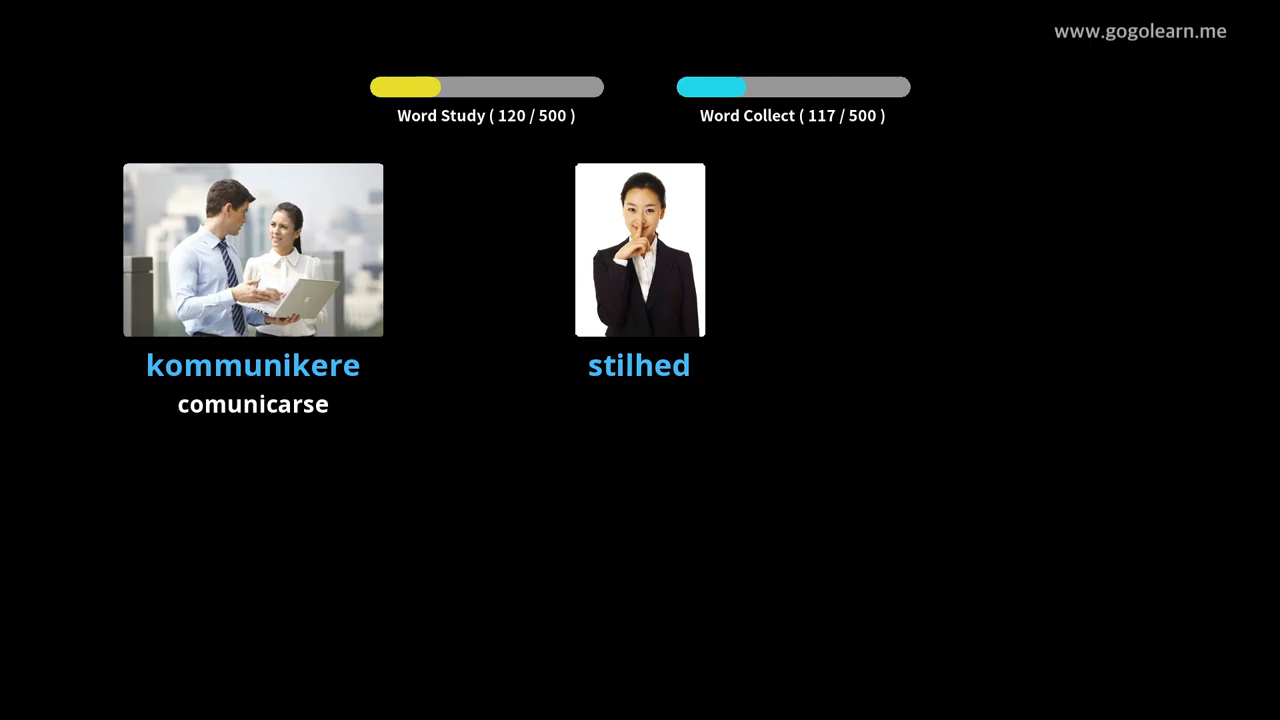 www.gogolearn.me
Word Study ( 120 / 500 )
Word Collect ( 117 / 500 )
kommunikere
comunicarse
stilhed